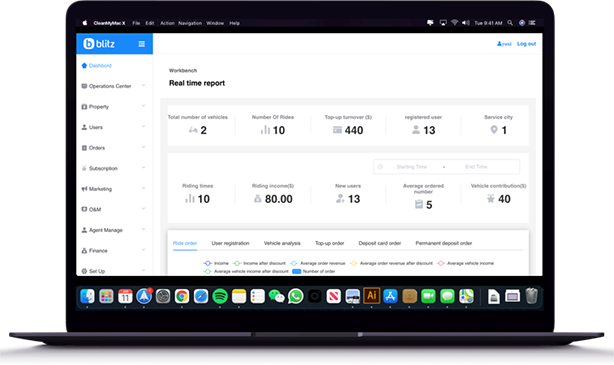 CleanMyMac X File Edit Action Navigation Window Help Tue 9:41 AM
blitz
Log out
Dashbord
Operations Center
Property
Users
Orders
Subscription
Marketing
O&M
Agent Manage
Finance
Set Up
Workbench
Real time report
Total number of vehicles
2
Number Of Rides
10
Top-up turnover ($)
440
registered user
13
Service city
1
Starting Time - End Time
Riding times
10
Riding income($)
80.00
New users
13
Average ordered
number
5
Vehicle contribution($)
40
Ride order User registration Vehicle analysis Top-up order Deposit card order Permanent deposit order
Income Income after discount Average order revenue Average order revenue after discount Average vehicle income
Average vehicle income after discount Number of order
11
Ai